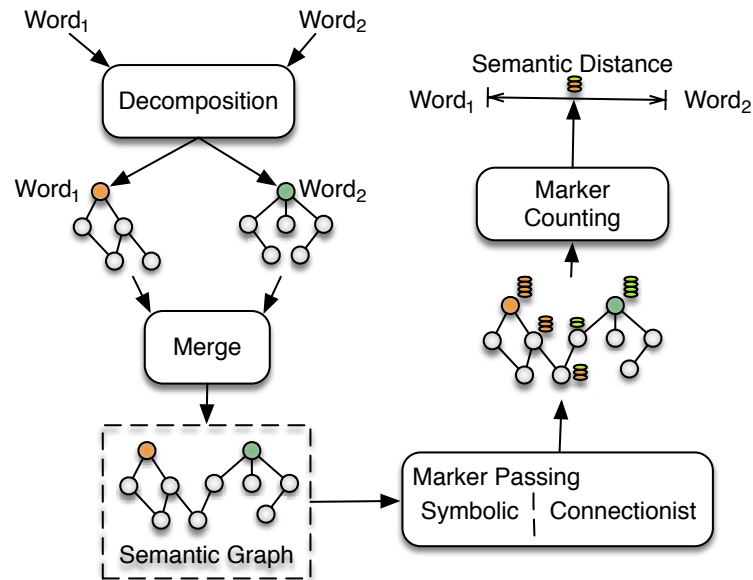 Word₁
Word₂
Decomposition
Word₁
Word₂
Merge
Semantic Graph
Marker Passing
Symbolic
Connectionist
Marker
Counting
Semantic Distance
Word₁
Word₂